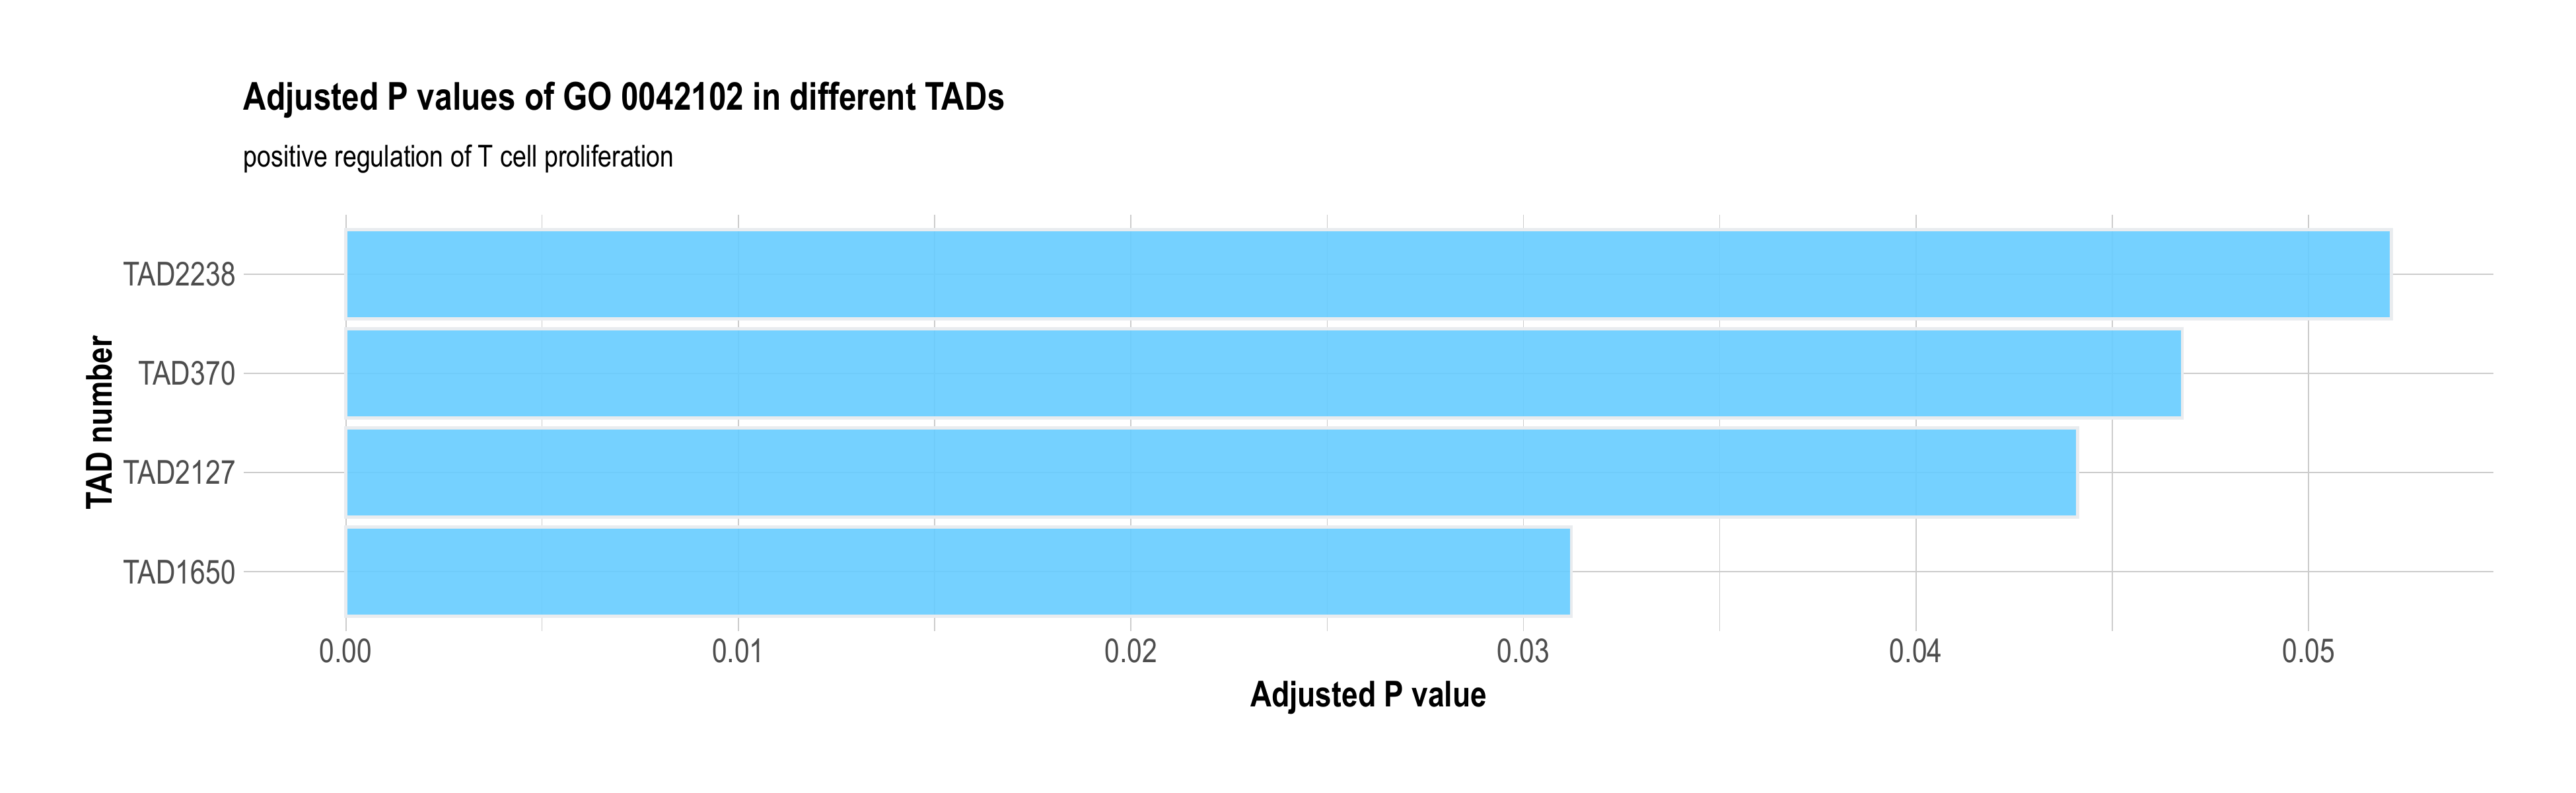 Adjusted P values of GO 0042102 in different TADs
positive regulation of T cell proliferation
TAD number
TAD2238
TAD370
TAD2127
TAD1650
0.00 0.01 0.02 0.03 0.04 0.05
Adjusted P value